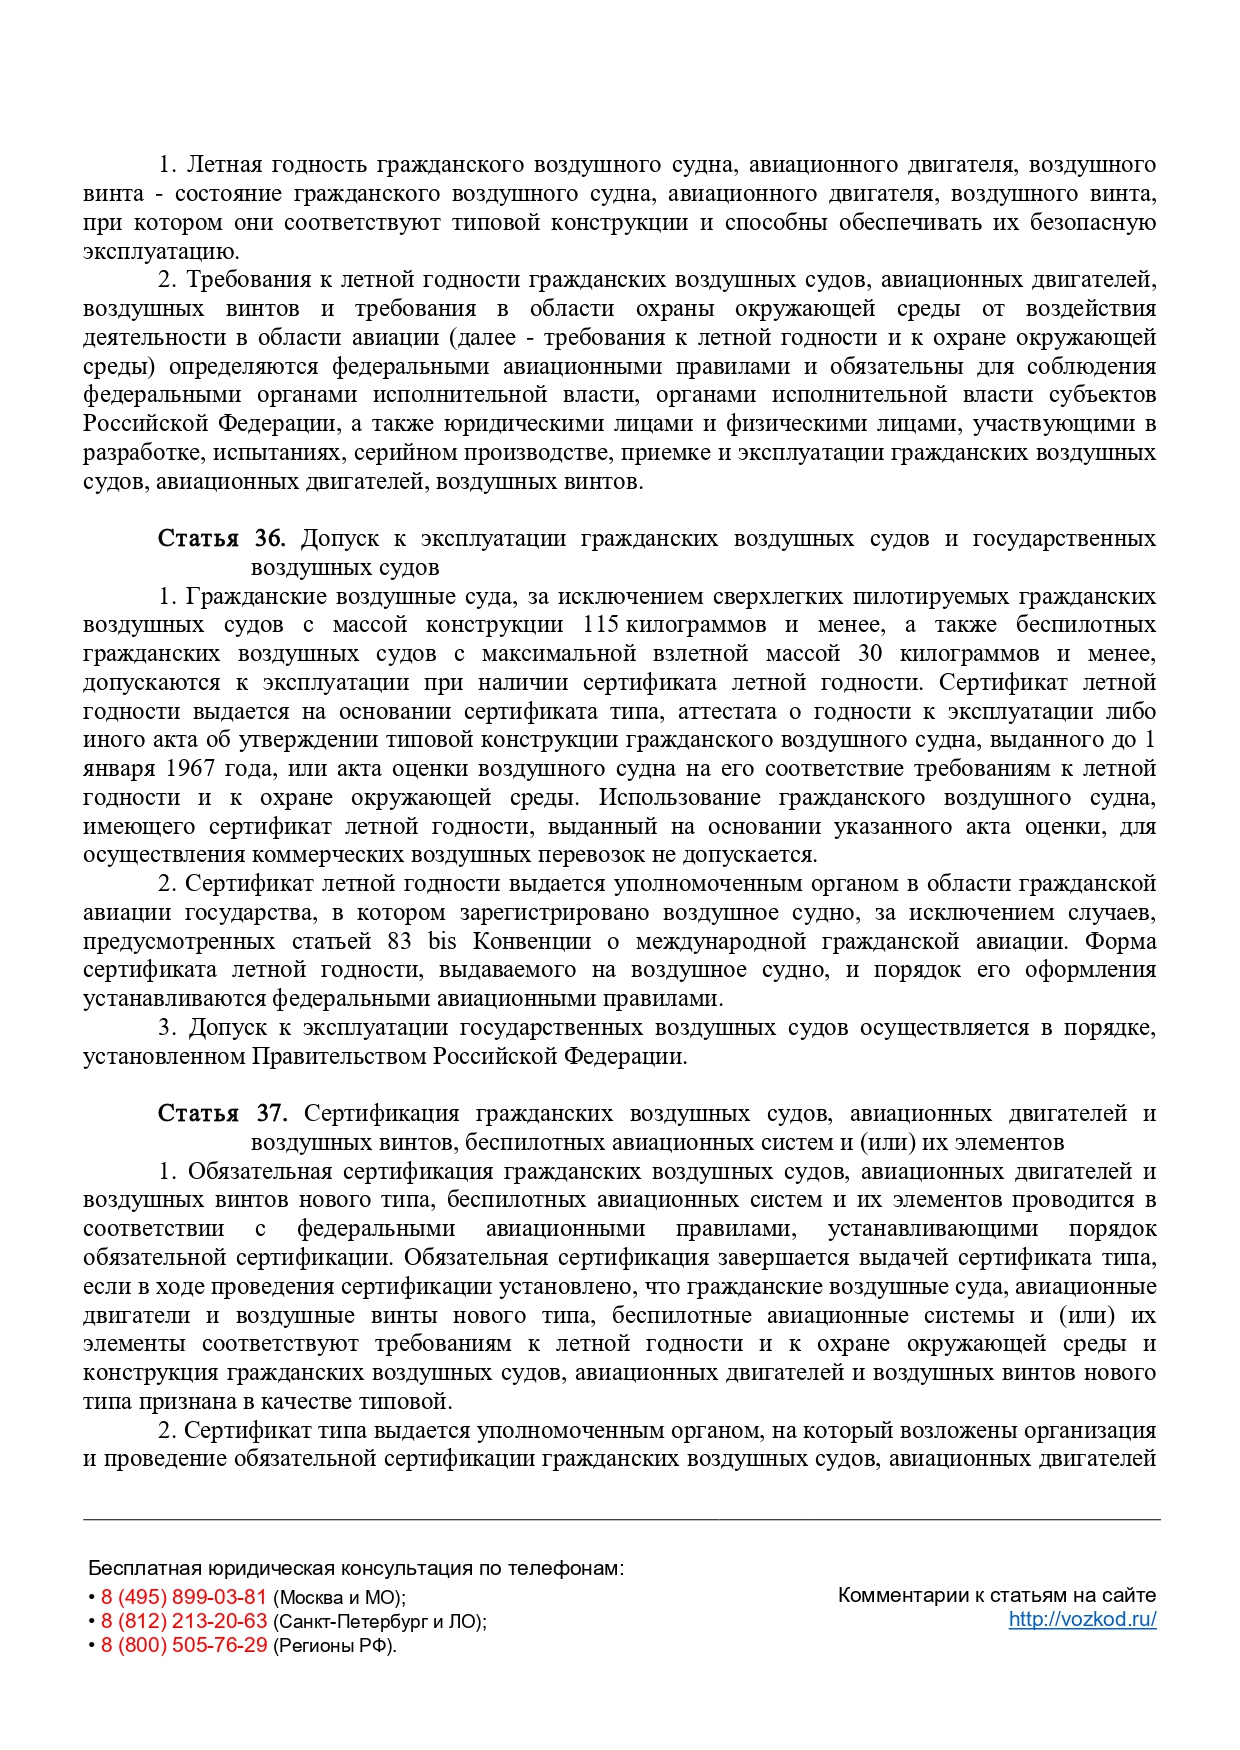 1. Летная годность гражданского воздушного судна, авиационного двигателя, воздушного
винта - состояние гражданского воздушного судна, авиационного двигателя, воздушного винта,
при котором они соответствуют типовой конструкции и способны обеспечивать их безопасную
эксплуатацию.
2. Требования к летной годности гражданских воздушных судов, авиационных двигателей,
воздушных винтов и требования в области охраны окружающей среды от воздействия
деятельности в области авиации (далее - требования к летной годности и к охране окружающей
среды) определяются федеральными авиационными правилами и обязательны для соблюдения
федеральными органами исполнительной власти, органами исполнительной власти субъектов
Российской Федерации, а также юридическими лицами и физическими лицами, участвующими в
разработке, испытаниях, серийном производстве, приемке и эксплуатации гражданских воздушных
судов, авиационных двигателей, воздушных винтов.
Статья 36. Допуск к эксплуатации гражданских воздушных судов и государственных
воздушных судов
1. Гражданские воздушные суда, за исключением сверхлегких пилотируемых гражданских
воздушных судов с массой конструкции 115 килограммов и менее, а также беспилотных
гражданских воздушных судов с максимальной взлетной массой 30 килограммов и менее,
допускаются к эксплуатации при наличии сертификата летной годности. Сертификат летной
годности выдается на основании сертификата типа, аттестата о годности к эксплуатации либо
иного акта об утверждении типовой конструкции гражданского воздушного судна, выданного до 1
января 1967 года, или акта оценки воздушного судна на его соответствие требованиям к летной
годности и к охране окружающей среды. Использование гражданского воздушного судна,
имеющего сертификат летной годности, выданный на основании указанного акта оценки, для
осуществления коммерческих воздушных перевозок не допускается.
2. Сертификат летной годности выдается уполномоченным органом в области гражданской
авиации государства, в котором зарегистрировано воздушное судно, за исключением случаев,
предусмотренных статьей 83 bis Конвенции о международной гражданской авиации. Форма
сертификата летной годности, выдаваемого на воздушное судно, и порядок его оформления
устанавливаются федеральными авиационными правилами.
3. Допуск к эксплуатации государственных воздушных судов осуществляется в порядке,
установленном Правительством Российской Федерации.
Статья 37. Сертификация гражданских воздушных судов, авиационных двигателей и
воздушных винтов, беспилотных авиационных систем и (или) их элементов
1. Обязательная сертификация гражданских воздушных судов, авиационных двигателей и
воздушных винтов нового типа, беспилотных авиационных систем и их элементов проводится в
соответствии с федеральными авиационными правилами, устанавливающими порядок
обязательной сертификации. Обязательная сертификация завершается выдачей сертификата типа,
если в ходе проведения сертификации установлено, что гражданские воздушные суда, авиационные
двигатели и воздушные винты нового типа, беспилотные авиационные системы и (или) их
элементы соответствуют требованиям к летной годности и к охране окружающей среды и
конструкция гражданских воздушных судов, авиационных двигателей и воздушных винтов нового
типа признана в качестве типовой.
2. Сертификат типа выдается уполномоченным органом, на который возложены организация
и проведение обязательной сертификации гражданских воздушных судов, авиационных двигателей
Бесплатная юридическая консультация по телефонам:
• 8 (495) 899-03-81 (Москва и МО);
• 8 (812) 213-20-63 (Санкт-Петербург и ЛО);
• 8 (800) 505-76-29 (Регионы РФ).
Комментарии к статьям на сайте
http://vozkod.ru/